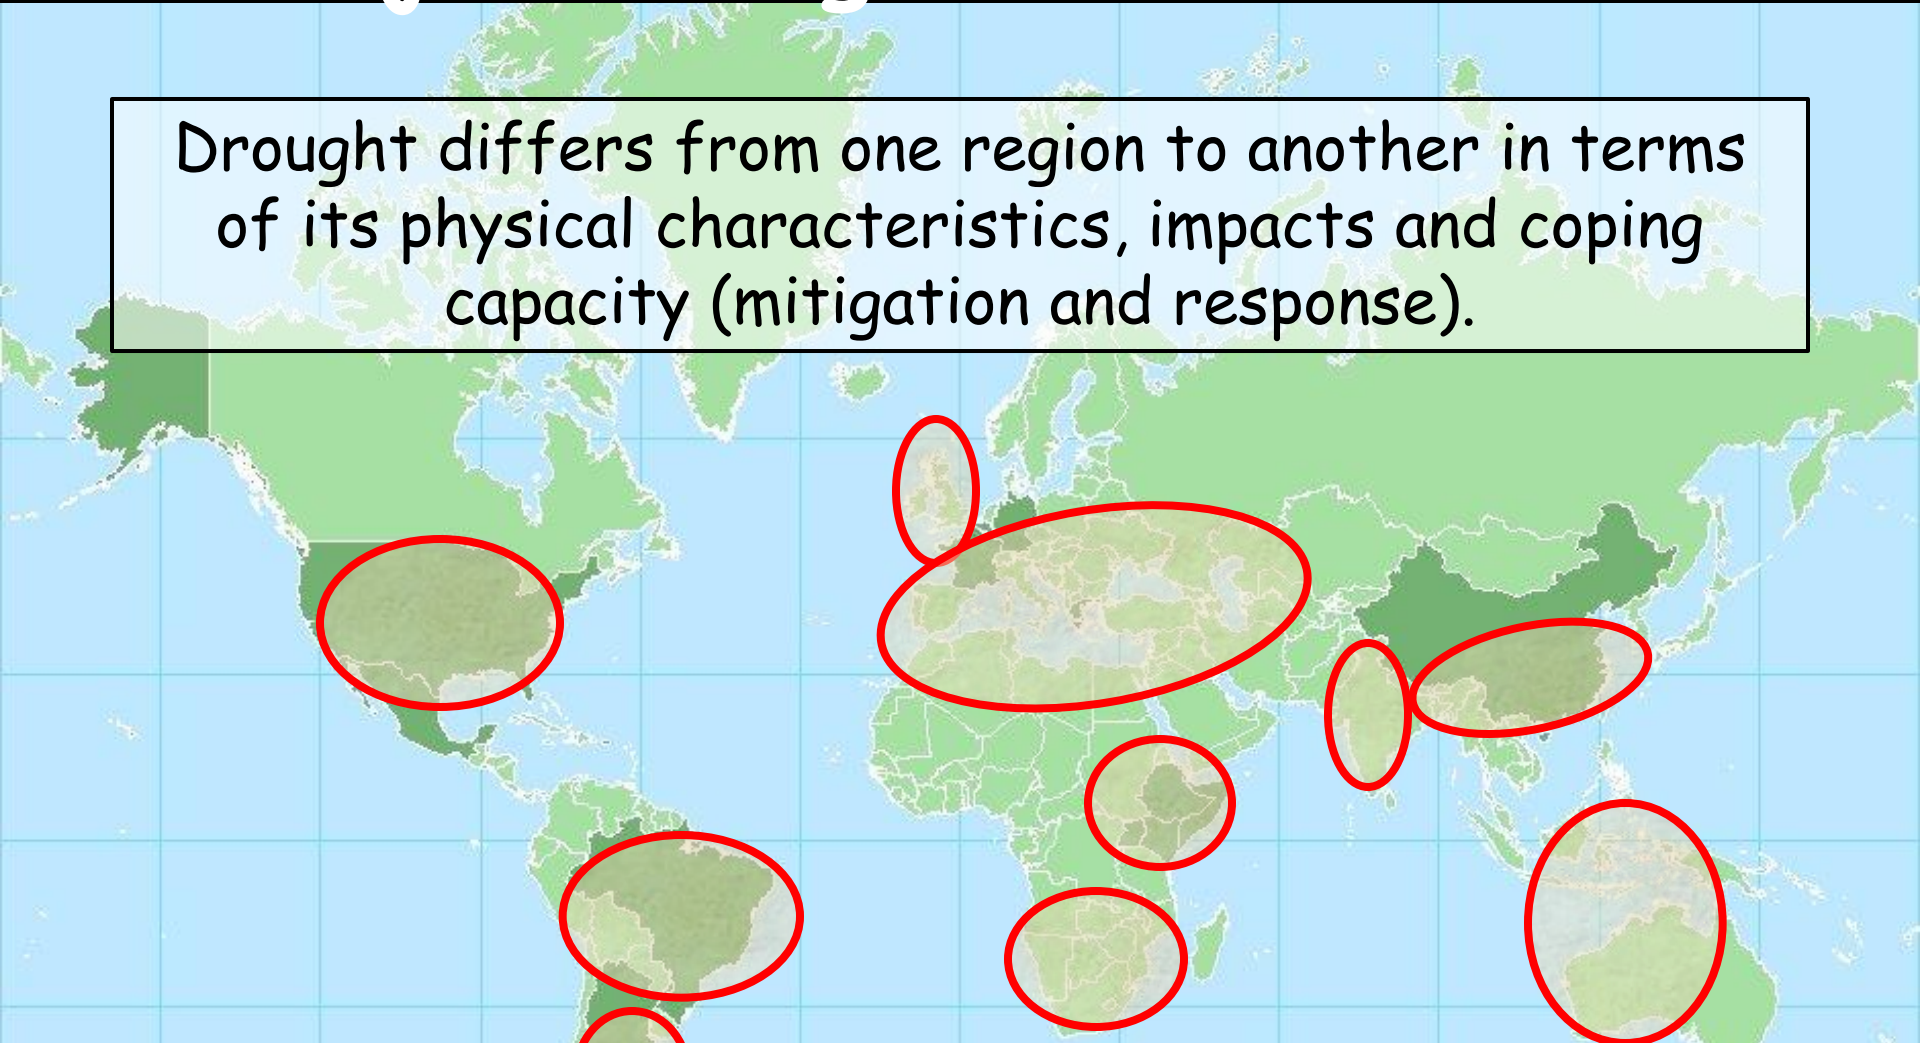 Drought differs from one region to another in terms
of its physical characteristics, impacts and coping
capacity (mitigation and response).